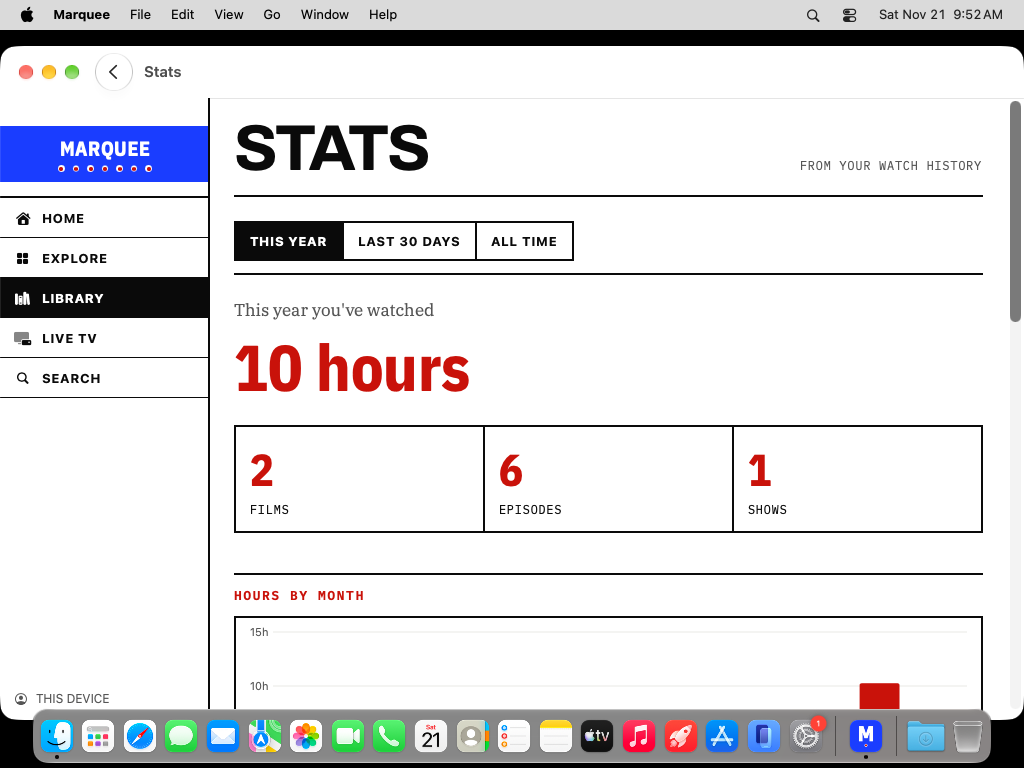 Marquee File Edit View Go Window Help Sat Nov 21 9:52AM
Stats
MARQUEE
HOME
EXPLORE
LIBRARY
LIVE TV
SEARCH
THIS DEVICE
STATS
FROM YOUR WATCH HISTORY
THIS YEAR LAST 30 DAYS ALL TIME
This year you've watched
10 hours
2
FILMS
6
EPISODES
1
SHOWS
HOURS BY MONTH
15h
10h
Sat
21
tv
1
M